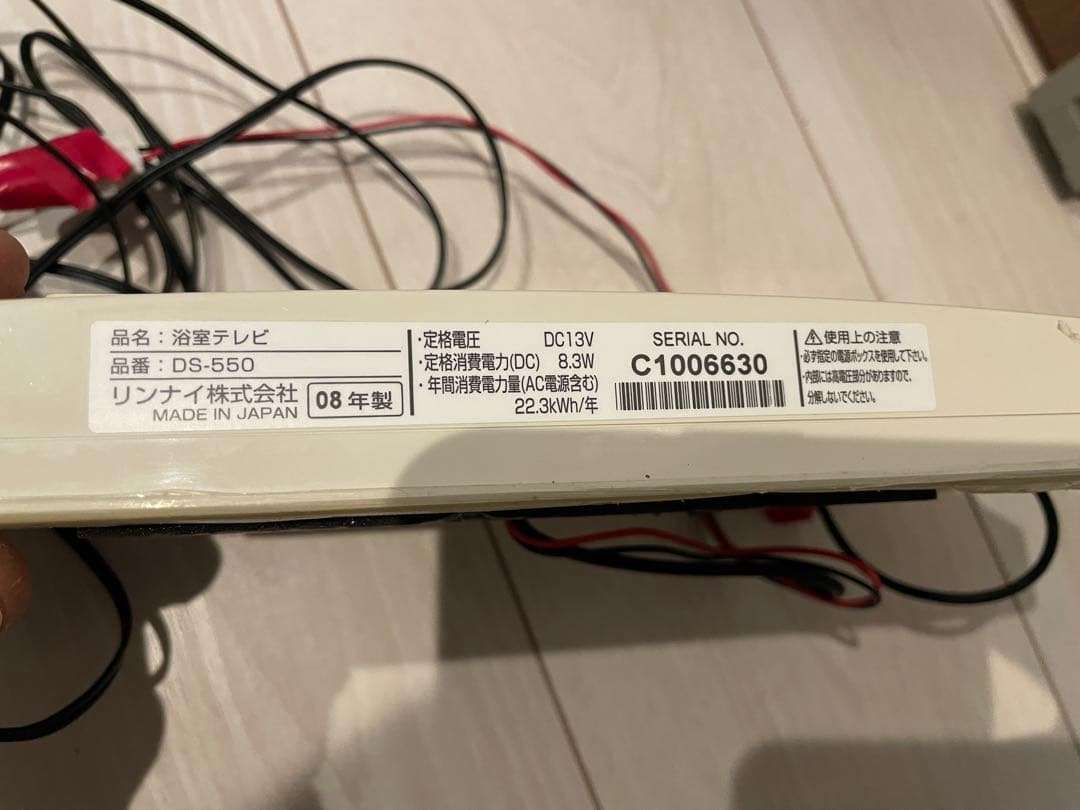 品名：浴室テレビ
品番：DS-550
リンナイ株式会社
MADE IN JAPAN
08年製
・定格電圧 DC13V
・定格消費電力(DC) 8.3W
・年間消費電力量(AC電源含む)
22.3kWh/年
SERIAL NO.
C1006630
⚠使用上の注意
・必ず指定の電源ボックスを使用して下さい。
・内部には高電圧部分がありますので、
分解しないでください。